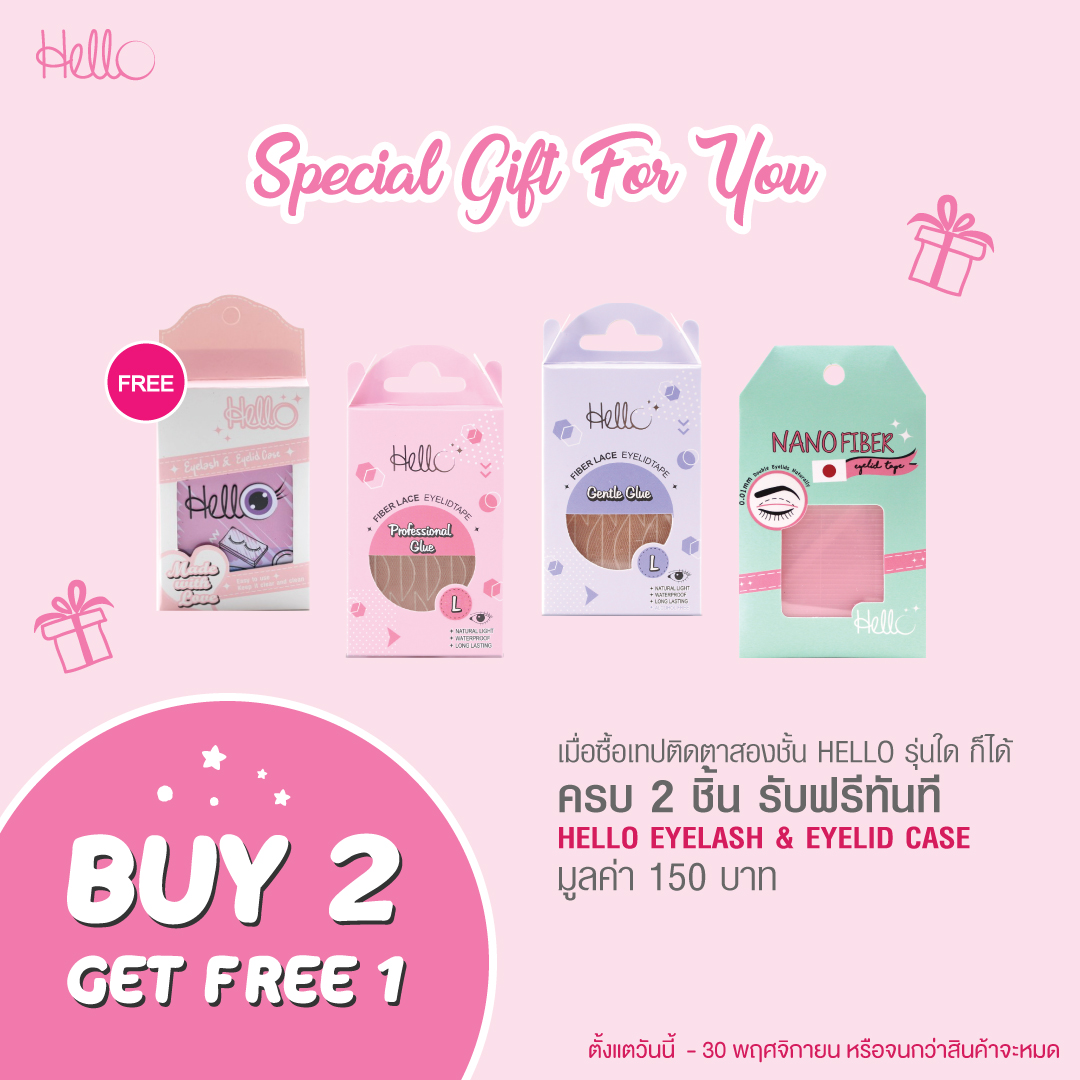 Hello
Special Gift For You
FREE
Hello
Eyelash & Eyelid Case
Hello
Made
with
Love
Hello
FIBER LACE EYELIDTAPE
Professional
Glue
L
+ NATURAL LIGHT
+ WATERPROOF
+ LONG LASTING
Hello
FIBER LACE EYELIDTAPE
Gentle Glue
L
+ NATURAL LIGHT
+ WATERPROOF
+ LONG LASTING
NANO FIBER
eyelid tape
0.01mm Double Eyelids Naturally
Hello
BUY 2
GET FREE 1
เมื่อซื้อเทปติดตาสองชั้น HELLO รุ่นใด ก็ได้
ครบ 2 ชิ้น รับฟรีทันที
HELLO EYELASH & EYELID CASE
มูลค่า 150 บาท
ตั้งแตวันนี้ - 30 พฤศจิกายน หรือจนกว่าสินค้าจะหมด